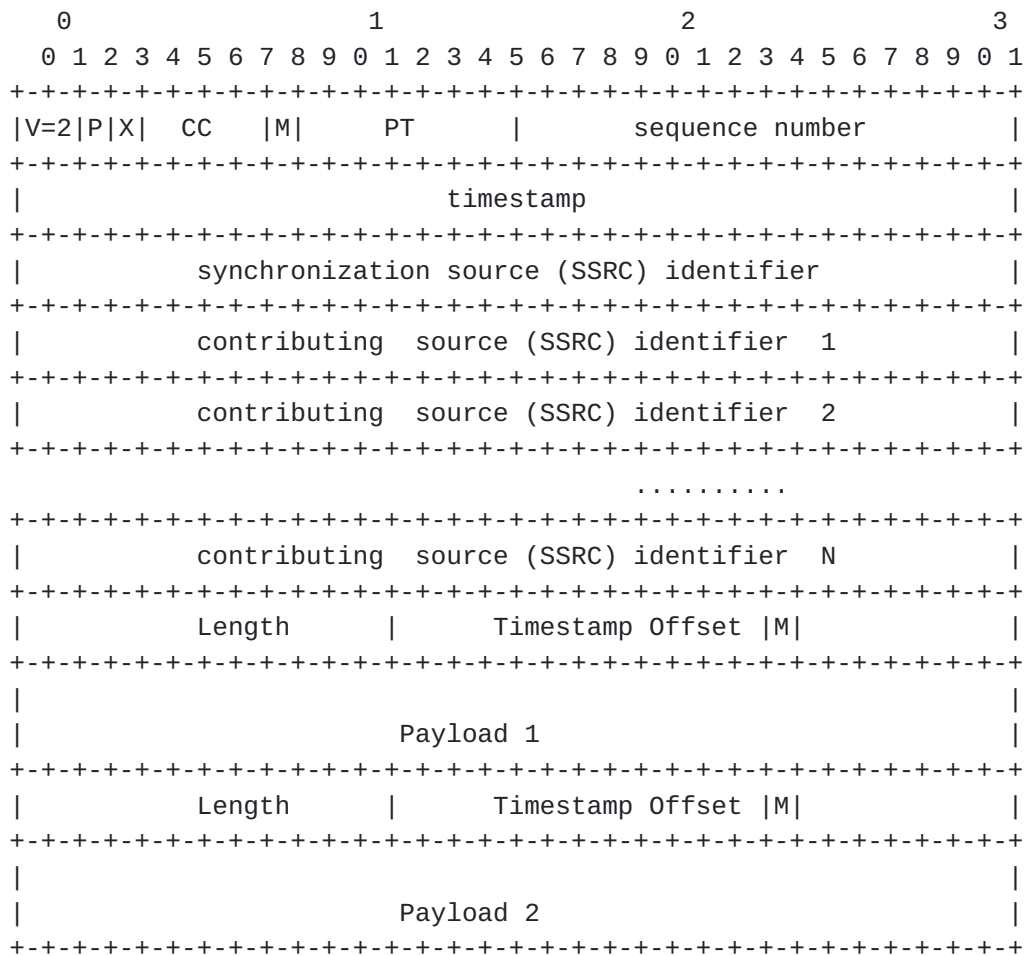 0                   1                   2                   3
  0 1 2 3 4 5 6 7 8 9 0 1 2 3 4 5 6 7 8 9 0 1 2 3 4 5 6 7 8 9 0 1
+-+-+-+-+-+-+-+-+-+-+-+-+-+-+-+-+-+-+-+-+-+-+-+-+-+-+-+-+-+-+-+-+
|V=2|P|X|  CC   |M|     PT      |       sequence number         |
+-+-+-+-+-+-+-+-+-+-+-+-+-+-+-+-+-+-+-+-+-+-+-+-+-+-+-+-+-+-+-+-+
|                           timestamp                           |
+-+-+-+-+-+-+-+-+-+-+-+-+-+-+-+-+-+-+-+-+-+-+-+-+-+-+-+-+-+-+-+-+
|           synchronization source (SSRC) identifier            |
+-+-+-+-+-+-+-+-+-+-+-+-+-+-+-+-+-+-+-+-+-+-+-+-+-+-+-+-+-+-+-+-+
|           contributing  source (SSRC) identifier  1           |
+-+-+-+-+-+-+-+-+-+-+-+-+-+-+-+-+-+-+-+-+-+-+-+-+-+-+-+-+-+-+-+-+
|           contributing  source (SSRC) identifier  2           |
+-+-+-+-+-+-+-+-+-+-+-+-+-+-+-+-+-+-+-+-+-+-+-+-+-+-+-+-+-+-+-+-+
                                        ..........
+-+-+-+-+-+-+-+-+-+-+-+-+-+-+-+-+-+-+-+-+-+-+-+-+-+-+-+-+-+-+-+-+
|           contributing  source (SSRC) identifier  N           |
+-+-+-+-+-+-+-+-+-+-+-+-+-+-+-+-+-+-+-+-+-+-+-+-+-+-+-+-+-+-+-+-+
|           Length      |      Timestamp Offset |M|             |
+-+-+-+-+-+-+-+-+-+-+-+-+-+-+-+-+-+-+-+-+-+-+-+-+-+-+-+-+-+-+-+-+
|                                                               |
|                        Payload 1                              |
+-+-+-+-+-+-+-+-+-+-+-+-+-+-+-+-+-+-+-+-+-+-+-+-+-+-+-+-+-+-+-+-+
|           Length      |      Timestamp Offset |M|             |
+-+-+-+-+-+-+-+-+-+-+-+-+-+-+-+-+-+-+-+-+-+-+-+-+-+-+-+-+-+-+-+-+
|                                                               |
|                        Payload 2                              |
+-+-+-+-+-+-+-+-+-+-+-+-+-+-+-+-+-+-+-+-+-+-+-+-+-+-+-+-+-+-+-+-+